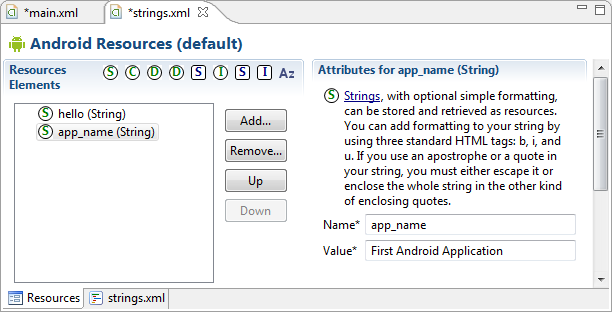 *main.xml
*strings.xml
Android Resources (default)
Resources Elements
S C D D S I S I Az
hello (String)
S app_name (String)
Add...
Remove...
Up
Down
Attributes for app_name (String)
S Strings, with optional simple formatting,
can be stored and retrieved as resources.
You can add formatting to your string by
using three standard HTML tags: b, i, and
u. If you use an apostrophe or a quote in
your string, you must either escape it or
enclose the whole string in the other kind
of enclosing quotes.
Name* app_name
Value* First Android Application
Resources
strings.xml